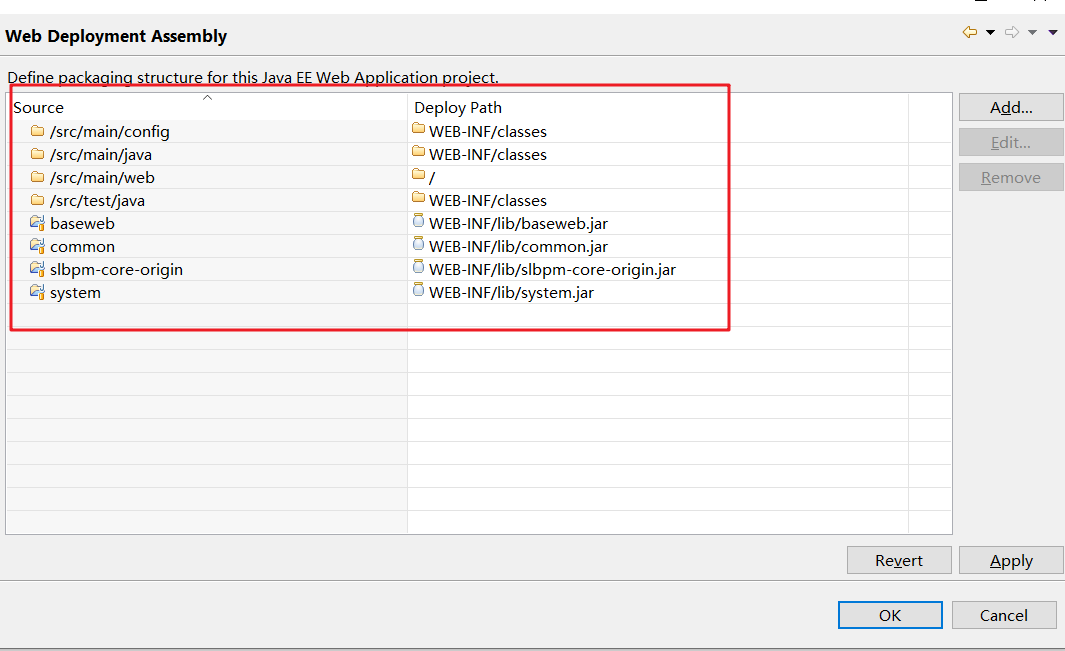 Web Deployment Assembly
Define packaging structure for this Java EE Web Application project.
Source Deploy Path
/src/main/config WEB-INF/classes
/src/main/java WEB-INF/classes
/src/main/web /
/src/test/java WEB-INF/classes
baseweb WEB-INF/lib/baseweb.jar
common WEB-INF/lib/common.jar
slbpm-core-origin WEB-INF/lib/slbpm-core-origin.jar
system WEB-INF/lib/system.jar
Add...
Edit...
Remove
Revert Apply
OK Cancel